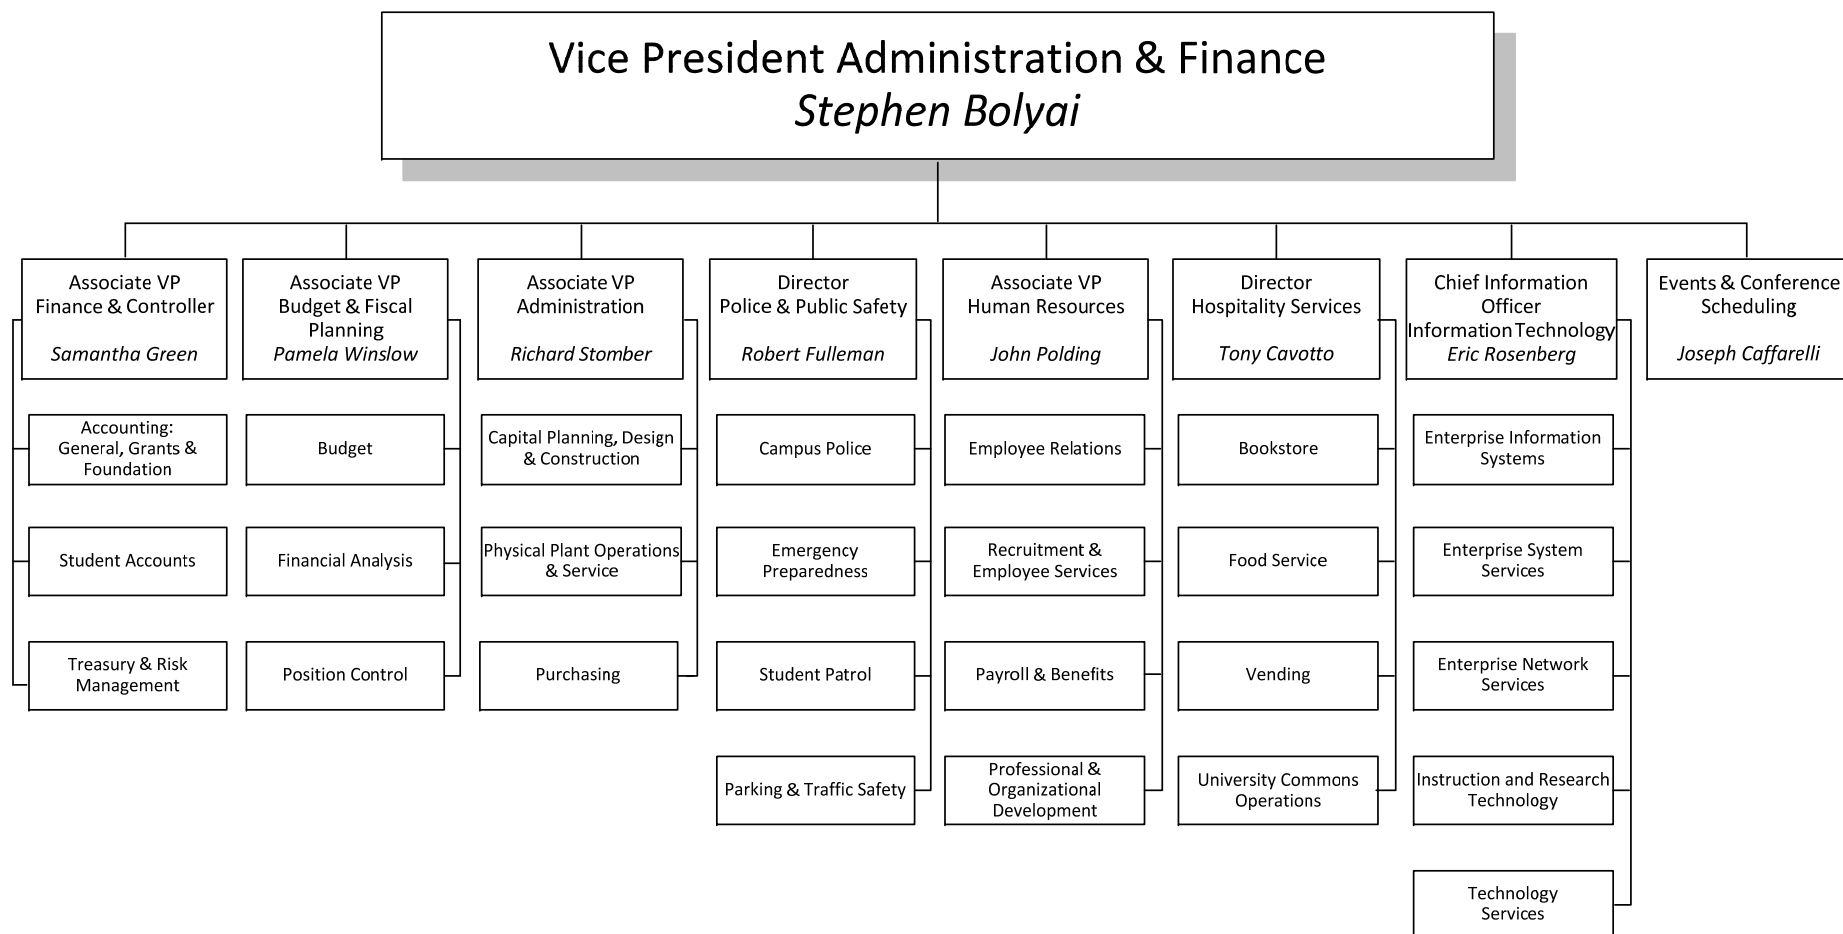 Vice President Administration & Finance
Stephen Bolyai
Associate VP
Finance & Controller
Samantha Green
Accounting:
General, Grants &
Foundation
Student Accounts
Treasury & Risk
Management
Associate VP
Budget & Fiscal
Planning
Pamela Winslow
Budget
Financial Analysis
Position Control
Associate VP
Administration
Richard Stomber
Capital Planning, Design
& Construction
Physical Plant Operations
& Service
Purchasing
Director
Police & Public Safety
Robert Fulleman
Campus Police
Emergency
Preparedness
Student Patrol
Parking & Traffic Safety
Associate VP
Human Resources
John Polding
Employee Relations
Recruitment &
Employee Services
Payroll & Benefits
Professional &
Organizational
Development
Director
Hospitality Services
Tony Cavotto
Bookstore
Food Service
Vending
University Commons
Operations
Chief Information
Officer
Information Technology
Eric Rosenberg
Enterprise Information
Systems
Enterprise System
Services
Enterprise Network
Services
Instruction and Research
Technology
Technology
Services
Events & Conference
Scheduling
Joseph Caffarelli